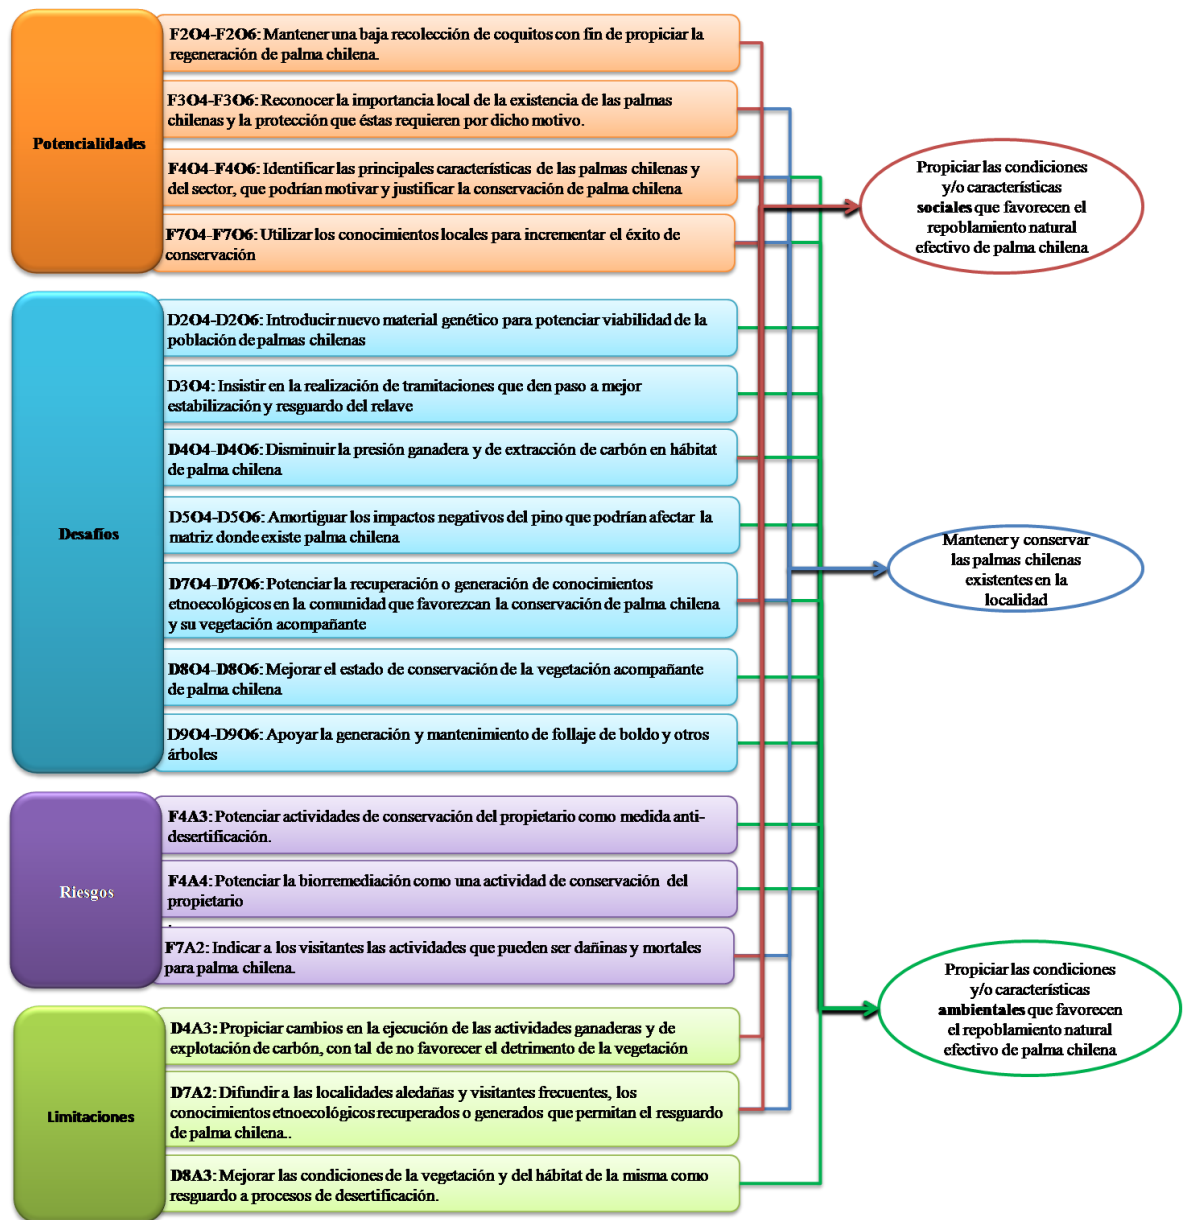 Potencialidades
F2O4-F2O6: Mantener una baja recolección de coquitos con fin de propiciar la
regeneración de palma chilena.
F3O4-F3O6: Reconocer la importancia local de la existencia de las palmas
chilenas y la protección que éstas requieren por dicho motivo.
F4O4-F4O6: Identificar las principales características de las palmas chilenas y
del sector, que podrían motivar y justificar la conservación de palma chilena
F7O4-F7O6: Utilizar los conocimientos locales para incrementar el éxito de
conservación
Desafíos
D2O4-D2O6: Introducir nuevo material genético para potenciar viabilidad de la
población de palmas chilenas
D3O4: Insistir en la realización de tramitaciones que den paso a mejor
estabilización y resguardo del relave
D4O4-D4O6: Disminuir la presión ganadera y de extracción de carbón en hábitat
de palma chilena
D5O4-D5O6: Amortiguar los impactos negativos del pino que podrían afectar la
matriz donde existe palma chilena
D7O4-D7O6: Potenciar la recuperación o generación de conocimientos
etnoecológicos en la comunidad que favorezcan la conservación de palma chilena
y su vegetación acompañante
D8O4-D8O6: Mejorar el estado de conservación de la vegetación acompañante
de palma chilena
D9O4-D9O6: Apoyar la generación y mantenimiento de follaje de boldo y otros
árboles
Riesgos
F4A3: Potenciar actividades de conservación del propietario como medida anti-
desertificación.
F4A4: Potenciar la biorremediación como una actividad de conservación del
propietario
.
F7A2: Indicar a los visitantes las actividades que pueden ser dañinas y mortales
para palma chilena.
Limitaciones
D4A3: Propiciar cambios en la ejecución de las actividades ganaderas y de
explotación de carbón, con tal de no favorecer el detrimento de la vegetación
D7A2: Difundir a las localidades aledañas y visitantes frecuentes, los
conocimientos etnoecológicos recuperados o generados que permitan el resguardo
de palma chilena..
D8A3: Mejorar las condiciones de la vegetación y del hábitat de la misma como
resguardo a procesos de desertificación.
Propiciar las condiciones
y/o características
sociales que favorecen el
repoblamiento natural
efectivo de palma chilena
Mantener y conservar
las palmas chilenas
existentes en la
localidad
Propiciar las condiciones
y/o características
ambientales que favorecen
el repoblamiento natural
efectivo de palma chilena